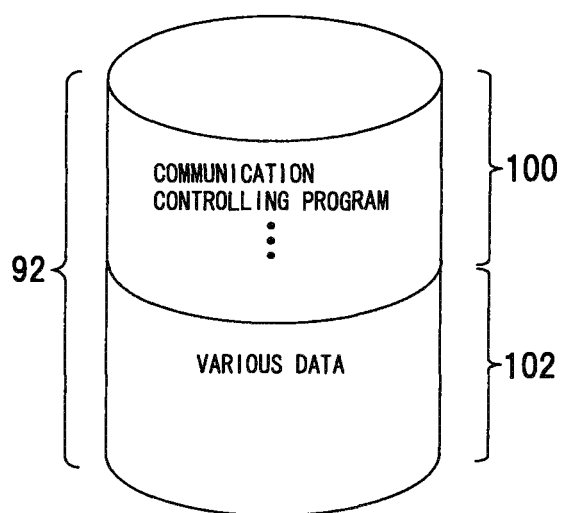 COMMUNICATION
CONTROLLING PROGRAM
100
92
VARIOUS DATA
102